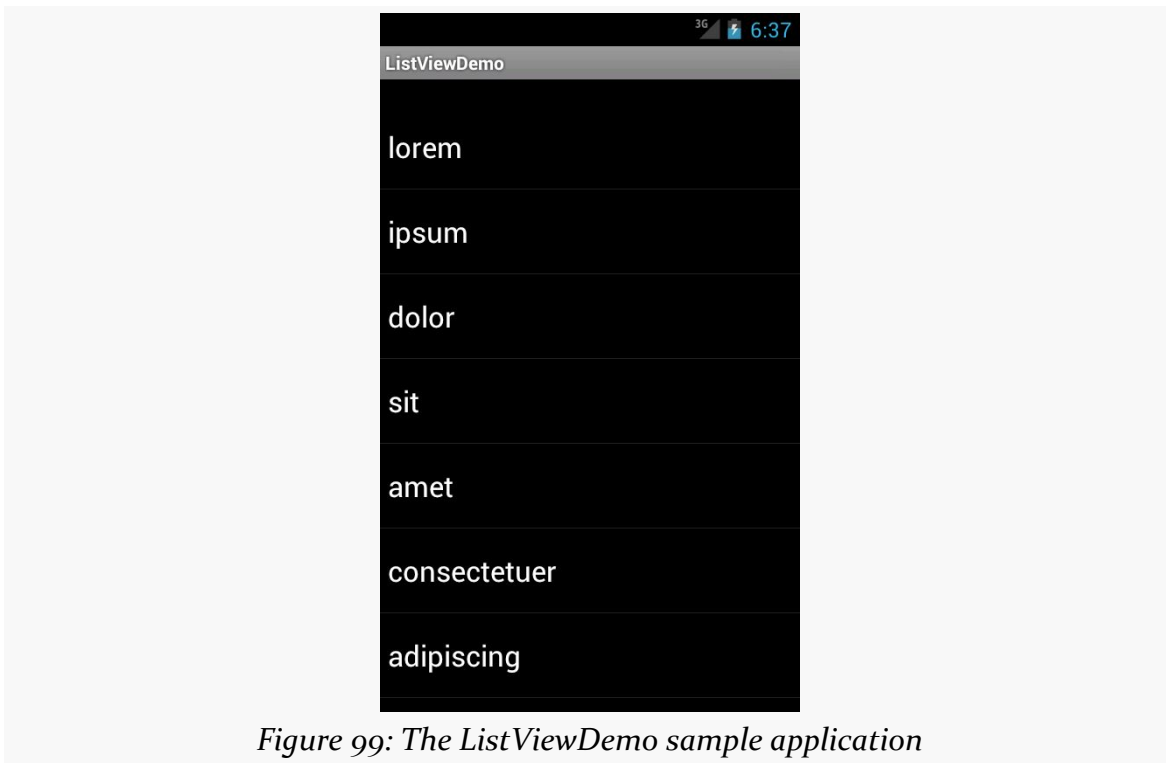 3G 6:37
ListViewDemo
lorem
ipsum
dolor
sit
amet
consectetuer
adipiscing
Figure 99: The ListViewDemo sample application